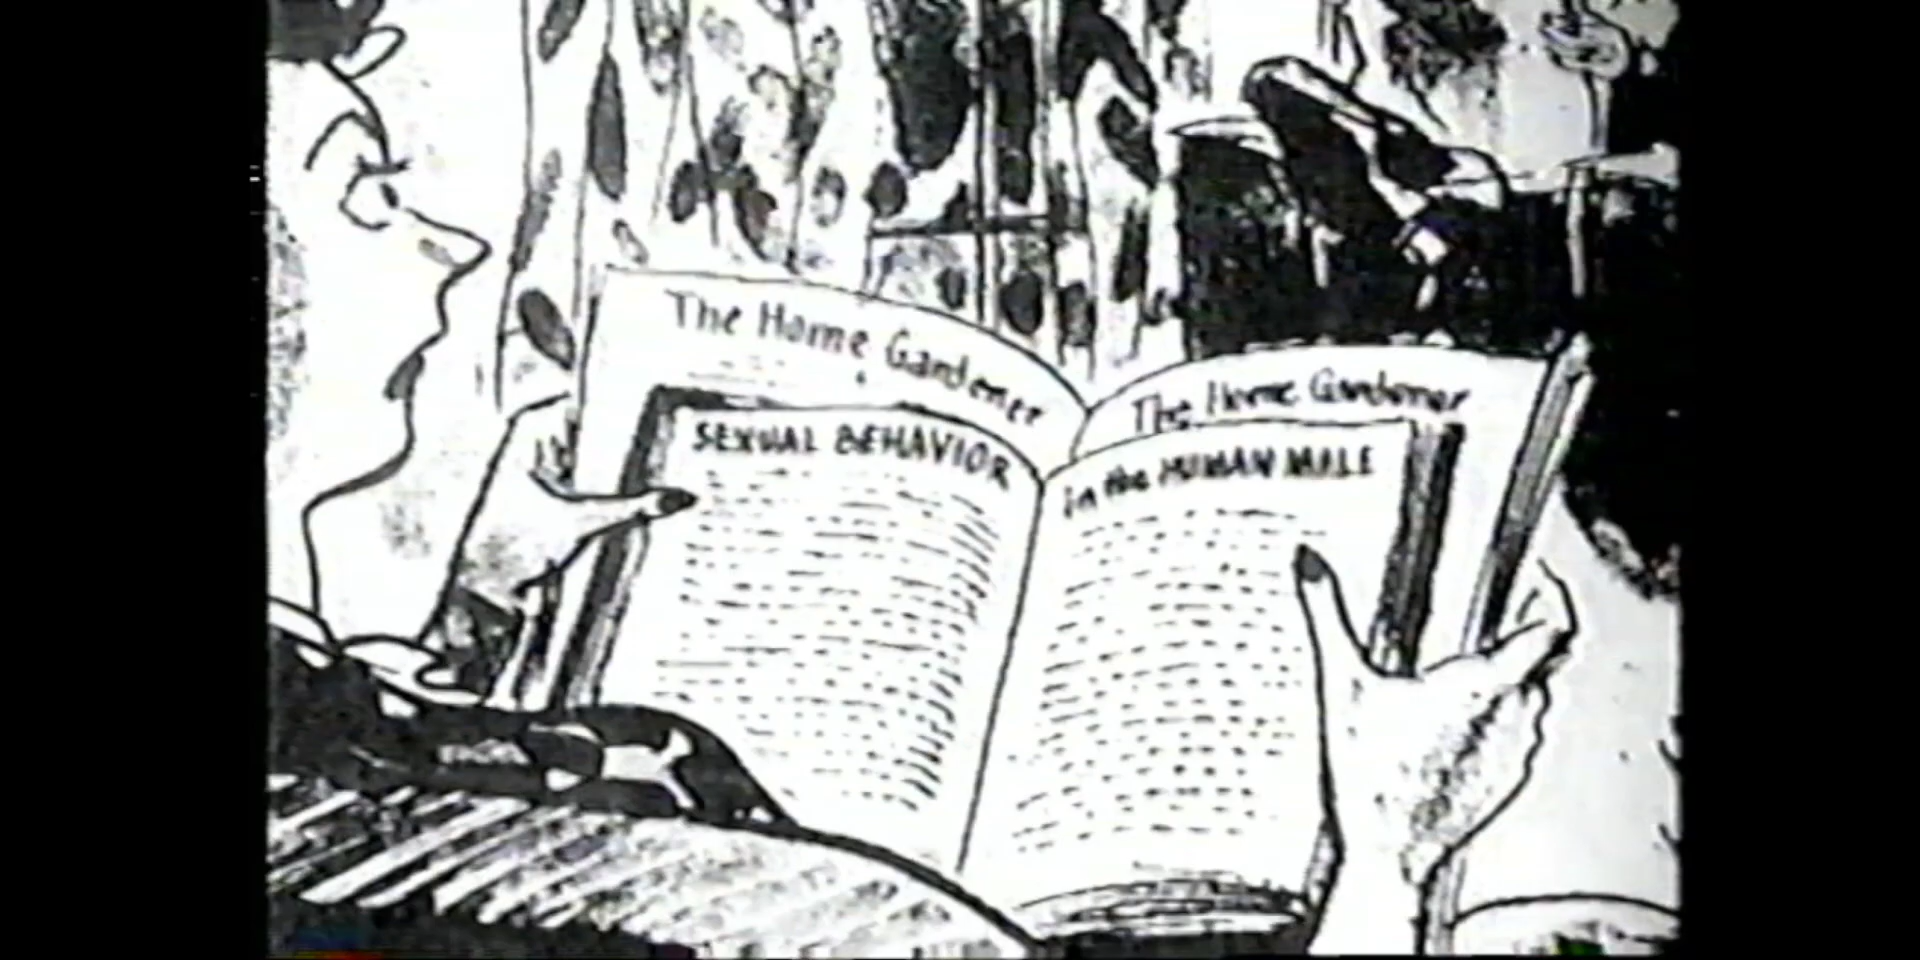 The Home Gardener
The Home Gardener
SEXUAL BEHAVIOR
in the HUMAN MALE